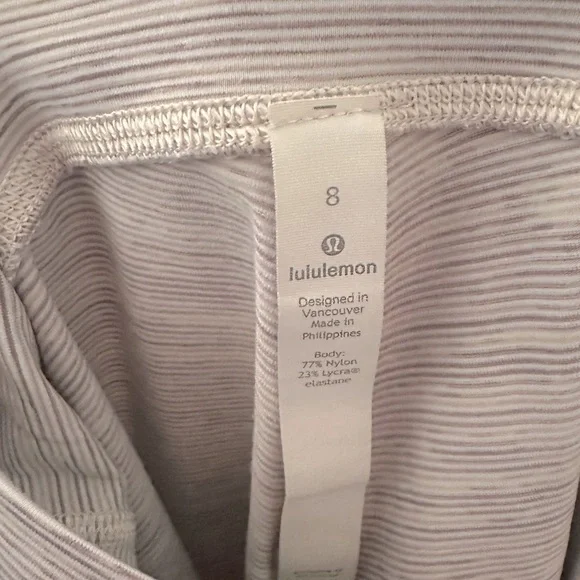 8
lululemon
Designed in
Vancouver
Made in
Philippines
Body:
77% Nylon
23% Lycra®
elastane